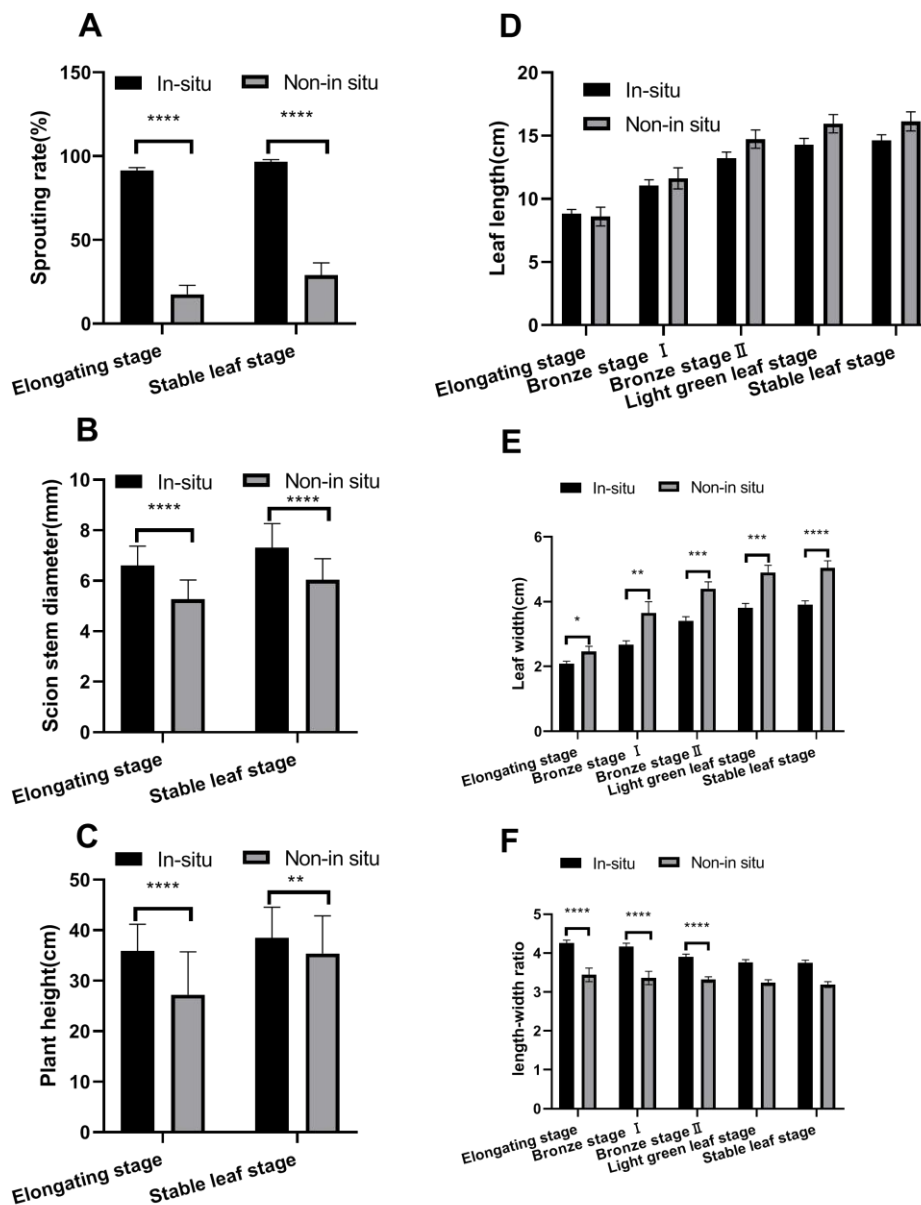 A
Sprouting rate(%)
150
100
50
0
In-situ
Non-in situ
****
****
Elongating stage
Stable leaf stage
B
Scion stem diameter(mm)
10
8
6
4
2
0
In-situ
Non-in situ
****
****
Elongating stage
Stable leaf stage
C
Plant height(cm)
50
40
30
20
10
0
In-situ
Non-in situ
****
**
Elongating stage
Stable leaf stage
D
Leaf length(cm)
20
15
10
5
0
In-situ
Non-in situ
Elongating stage
Bronze stage Ⅰ
Bronze stage Ⅱ
Light green leaf stage
Stable leaf stage
E
Leaf width(cm)
6
4
2
0
In-situ
Non-in situ
*
**
***
***
****
Elongating stage
Bronze stage Ⅰ
Bronze stage Ⅱ
Light green leaf stage
Stable leaf stage
F
length-width ratio
5
4
3
2
1
0
In-situ
Non-in situ
****
****
****
Elongating stage
Bronze stage Ⅰ
Bronze stage Ⅱ
Light green leaf stage
Stable leaf stage